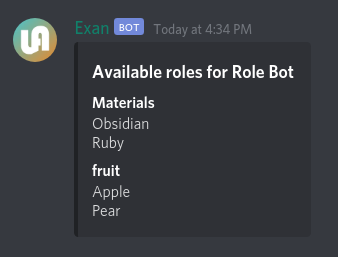 Exan BOT Today at 4:34 PM
Available roles for Role Bot
Materials
Obsidian
Ruby
fruit
Apple
Pear